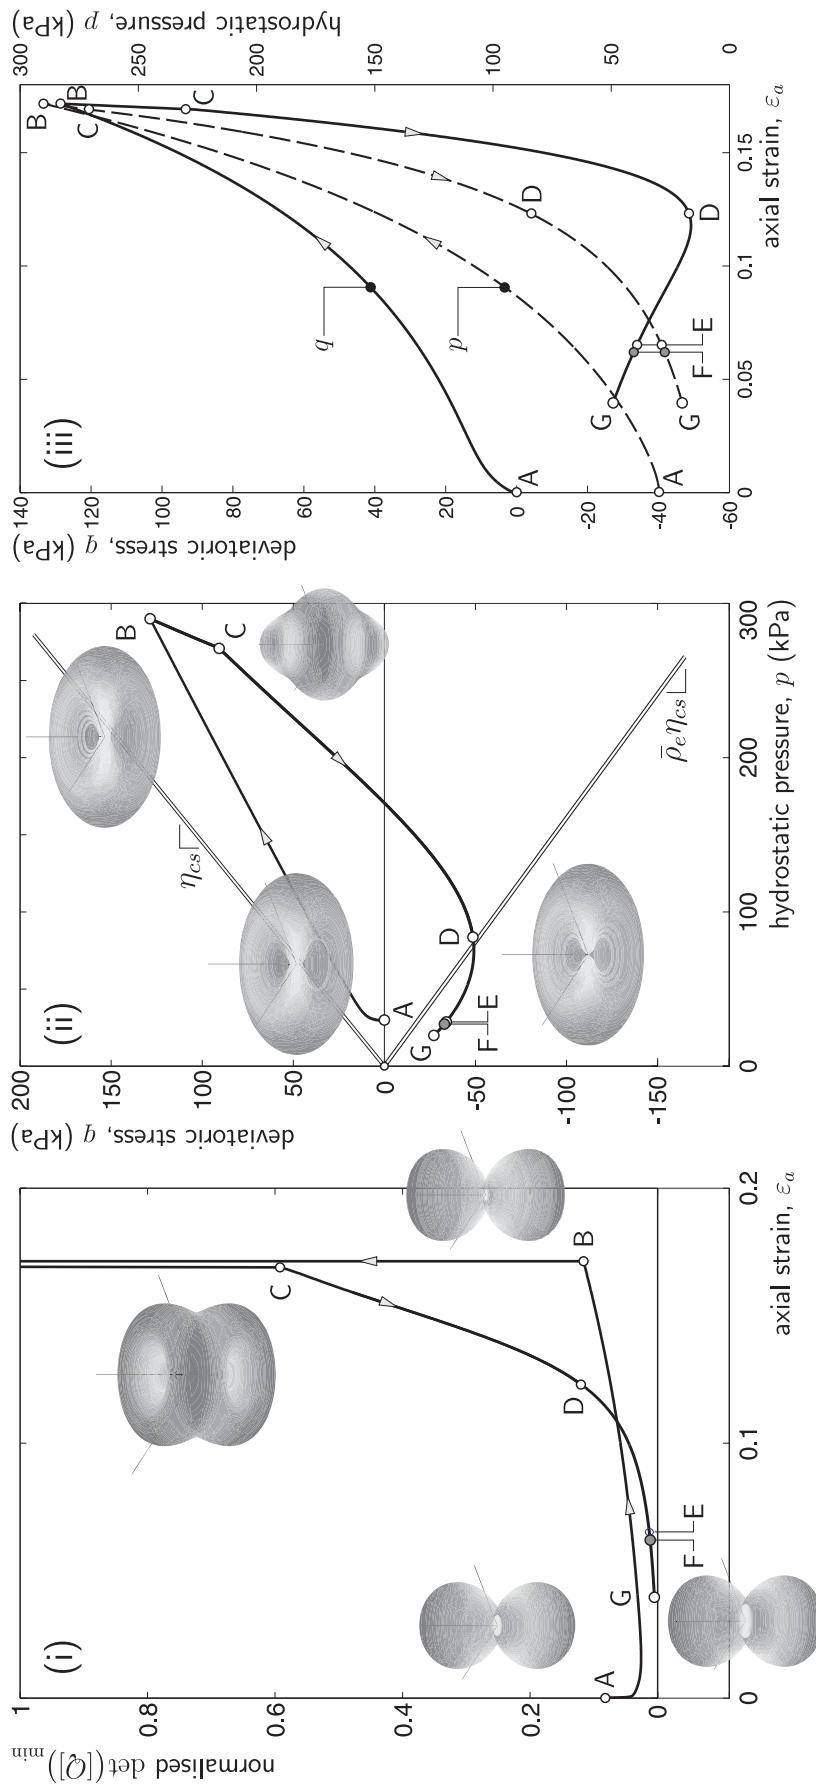 (i)
normalised det([Q])min
1
0.8
0.6
0.4
0.2
0
0
0.1
0.2
axial strain, εa
A
B
C
D
F
E
G
(ii)
deviatoric stress, q (kPa)
200
150
100
50
0
-50
-100
-150
0
100
200
300
hydrostatic pressure, p (kPa)
ηcs
ρ̄eηcs
A
B
C
D
F
E
G
(iii)
deviatoric stress, q (kPa)
140
120
100
80
60
40
20
0
-20
-40
-60
0
0.05
0.1
0.15
axial strain, εa
hydrostatic pressure, p (kPa)
300
250
200
150
100
50
0
q
p
A
A
B
B
C
C
D
D
F
E
G
G